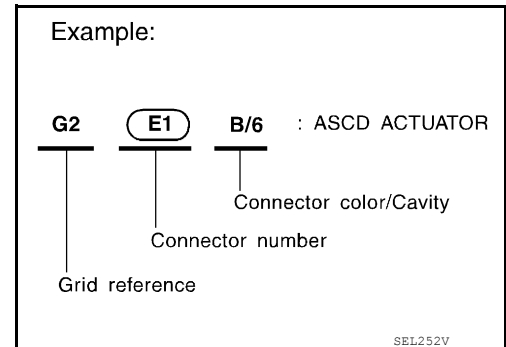 Example:
G2 E1 B/6 : ASCD ACTUATOR
Connector color/Cavity
Connector number
Grid reference
SEL252V